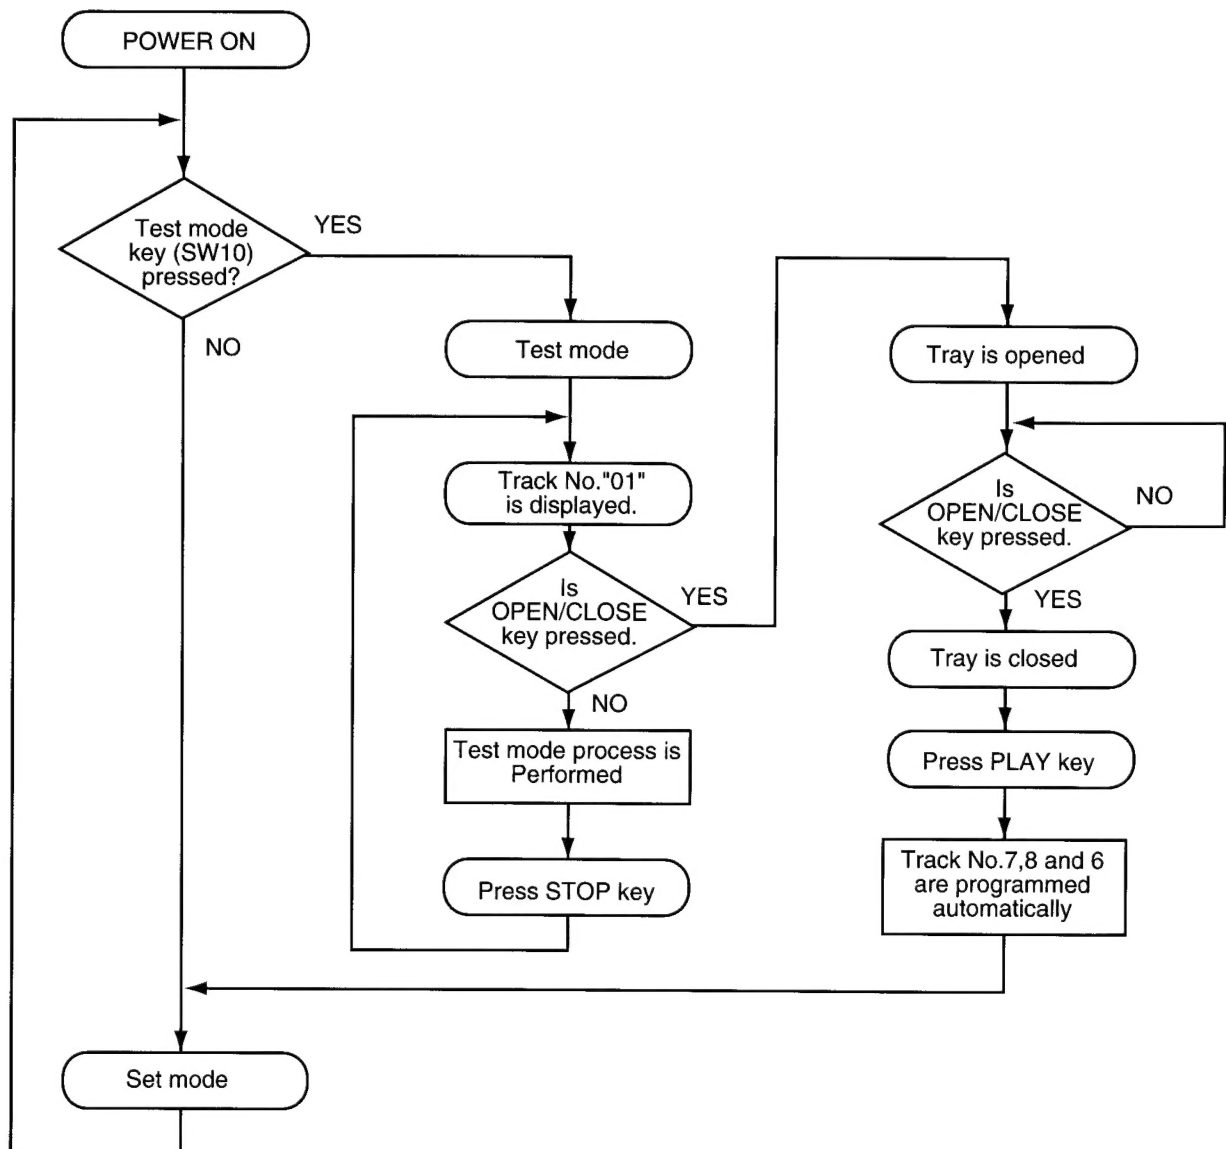 POWER ON
Test mode
key (SW10)
pressed?
YES
NO
Test mode
Track No."01"
is displayed.
Is
OPEN/CLOSE
key pressed.
YES
NO
Test mode process is
Performed
Press STOP key
Tray is opened
Is
OPEN/CLOSE
key pressed.
NO
YES
Tray is closed
Press PLAY key
Track No.7,8 and 6
are programmed
automatically
Set mode